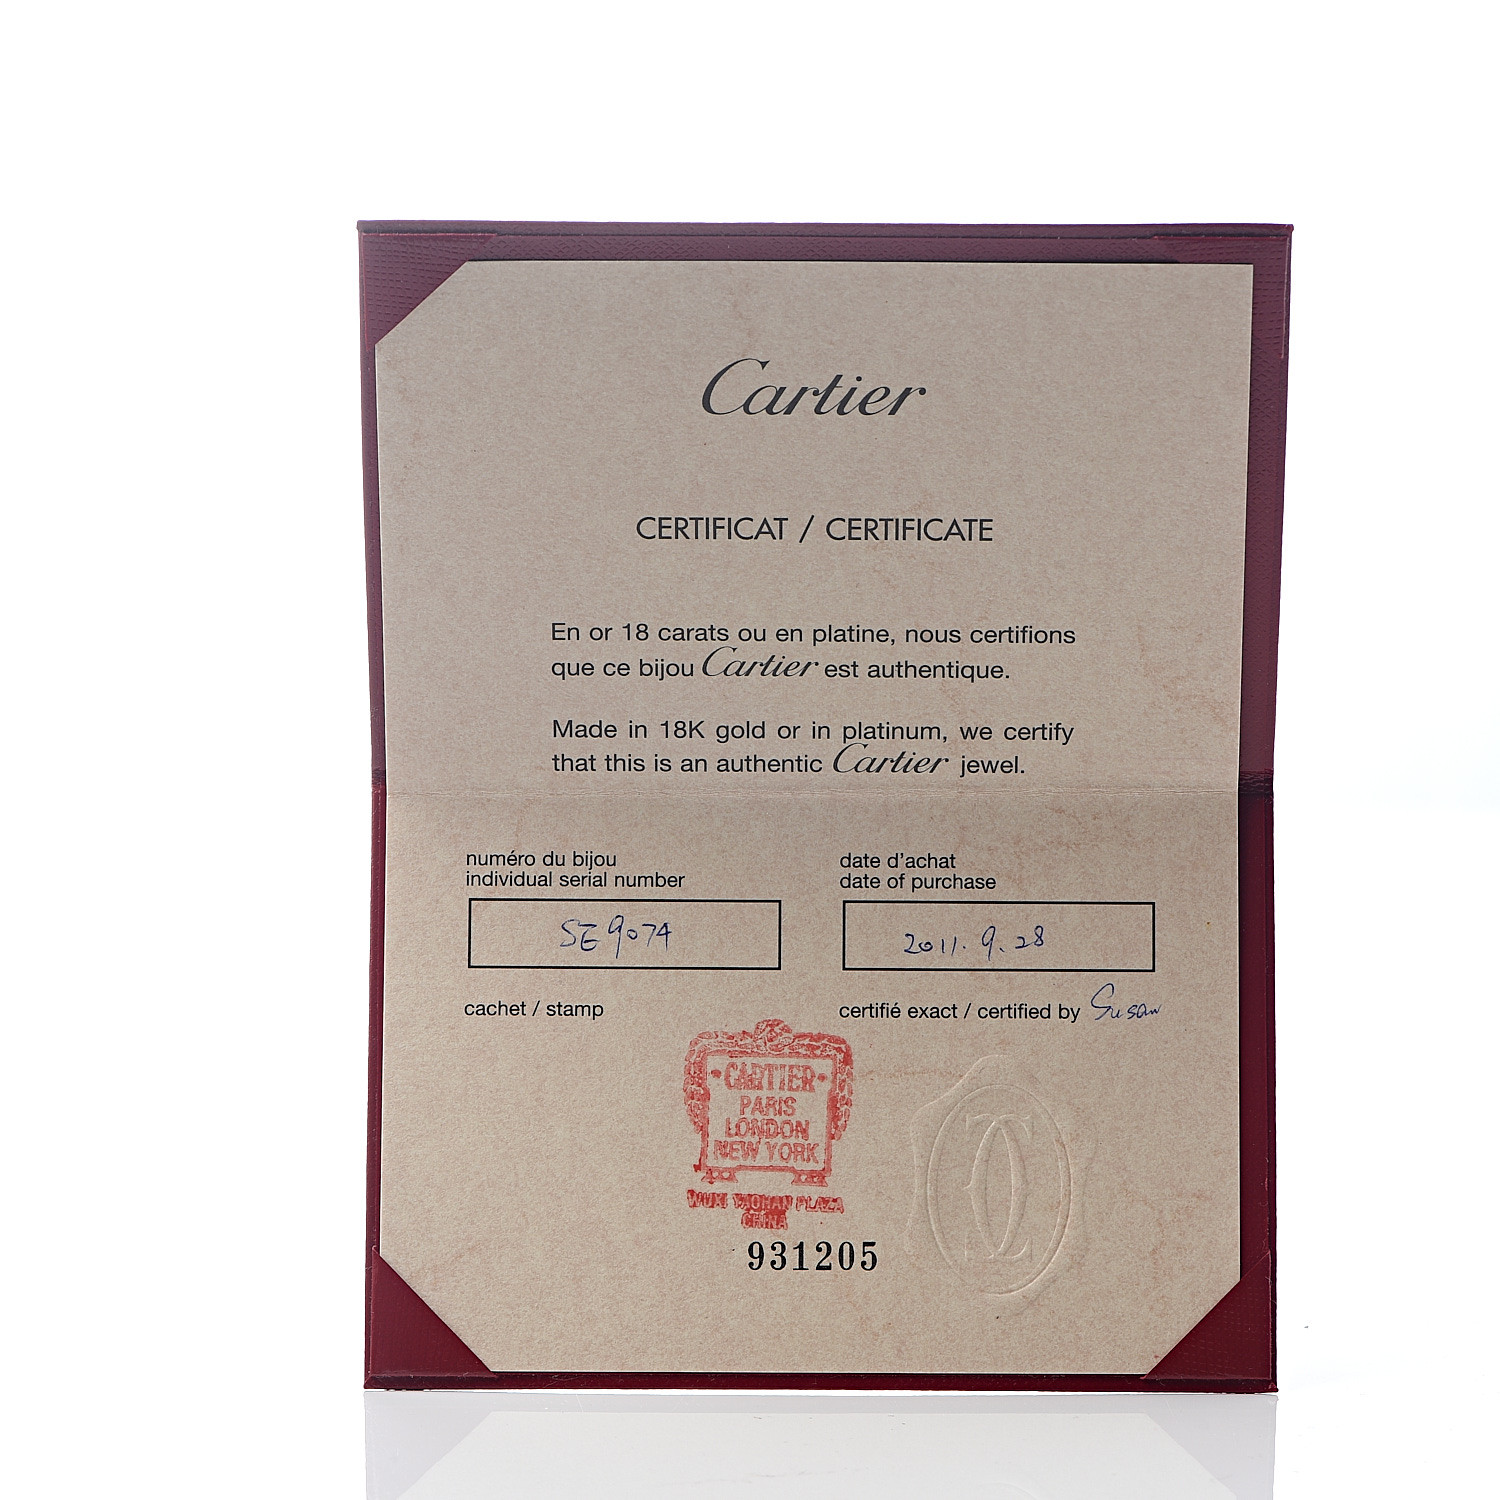 Cartier
CERTIFICAT / CERTIFICATE
En or 18 carats ou en platine, nous certifions
que ce bijou Cartier est authentique.
Made in 18K gold or in platinum, we certify
that this is an authentic Cartier jewel.
numéro du bijou
individual serial number
SE9074
date d'achat
date of purchase
2011. 9. 28
cachet / stamp
certifié exact / certified by Susan
CARTIER
PARIS
LONDON
NEW YORK
WUXI YAOHAN PLAZA
CHINA
931205